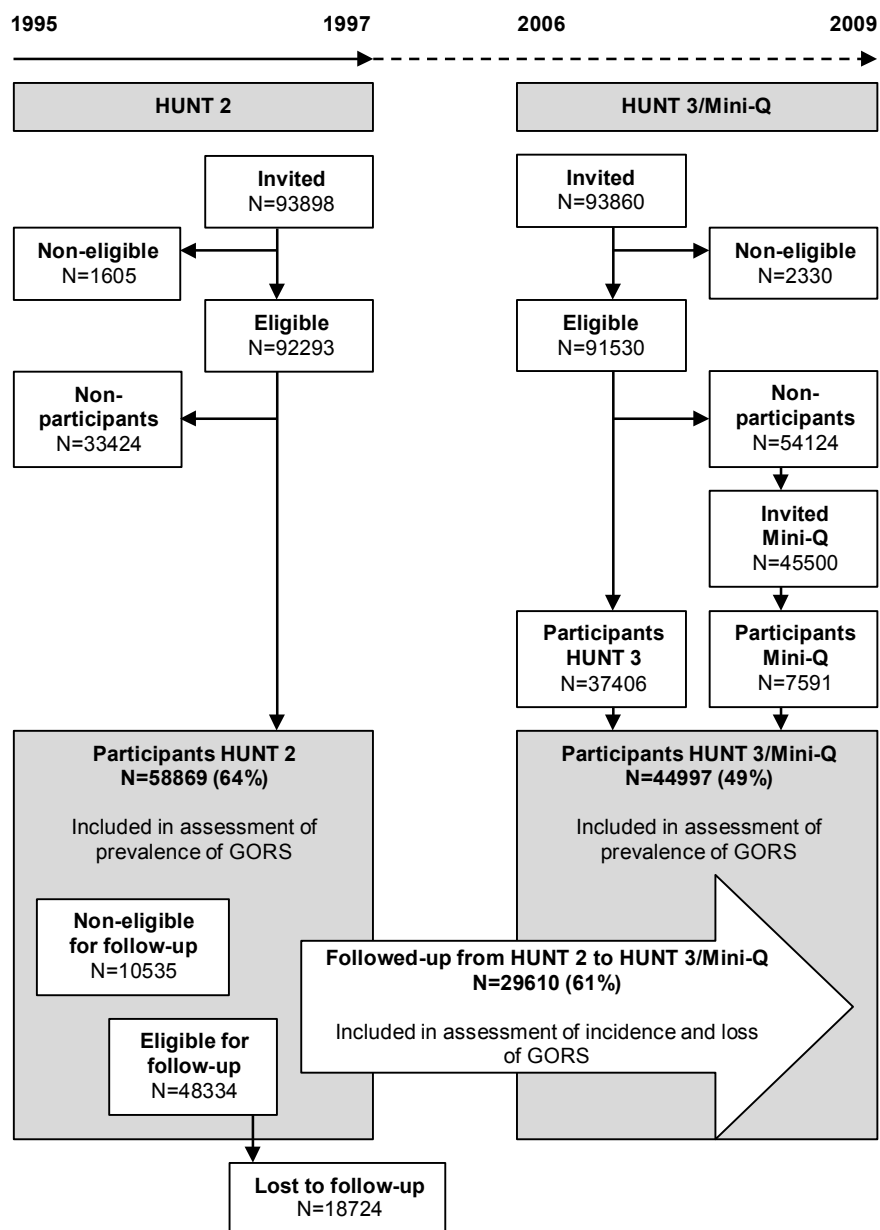 1995 1997 2006 2009
HUNT 2
HUNT 3/Mini-Q
Invited
N=93898
Non-eligible
N=1605
Eligible
N=92293
Non-
participants
N=33424
Invited
N=93860
Non-eligible
N=2330
Eligible
N=91530
Non-
participants
N=54124
Invited
Mini-Q
N=45500
Participants
HUNT 3
N=37406
Participants
Mini-Q
N=7591
Participants HUNT 2
N=58869 (64%)
Included in assessment of
prevalence of GORS
Participants HUNT 3/Mini-Q
N=44997 (49%)
Included in assessment of
prevalence of GORS
Non-eligible
for follow-up
N=10535
Followed-up from HUNT 2 to HUNT 3/Mini-Q
N=29610 (61%)
Included in assessment of incidence and loss
of GORS
Eligible for
follow-up
N=48334
Lost to follow-up
N=18724